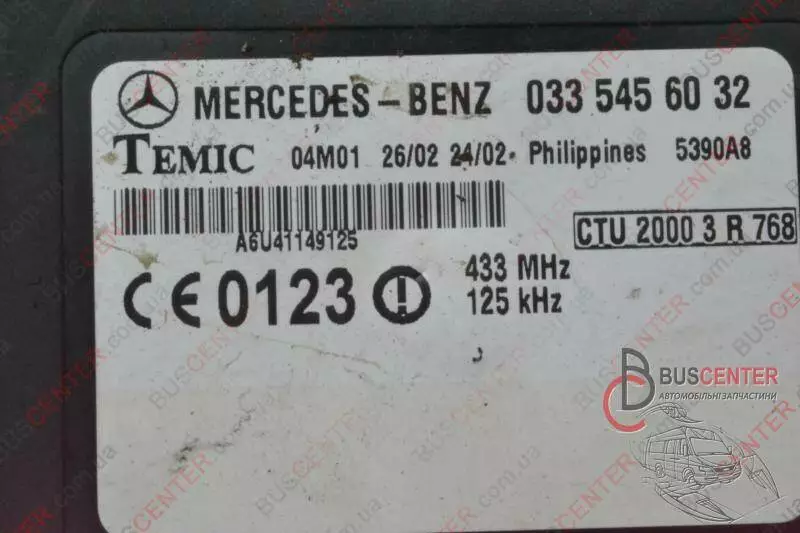 MERCEDES-BENZ 033 545 60 32
TEMIC 04M01 26/02 24/02 Philippines 5390A8
A6U41149125
CTU 2000 3 R 768
CE 0123
433 MHz
125 kHz
BUSCENTER
АВТОМОБІЛЬНІ ЗАПЧАСТИНИ